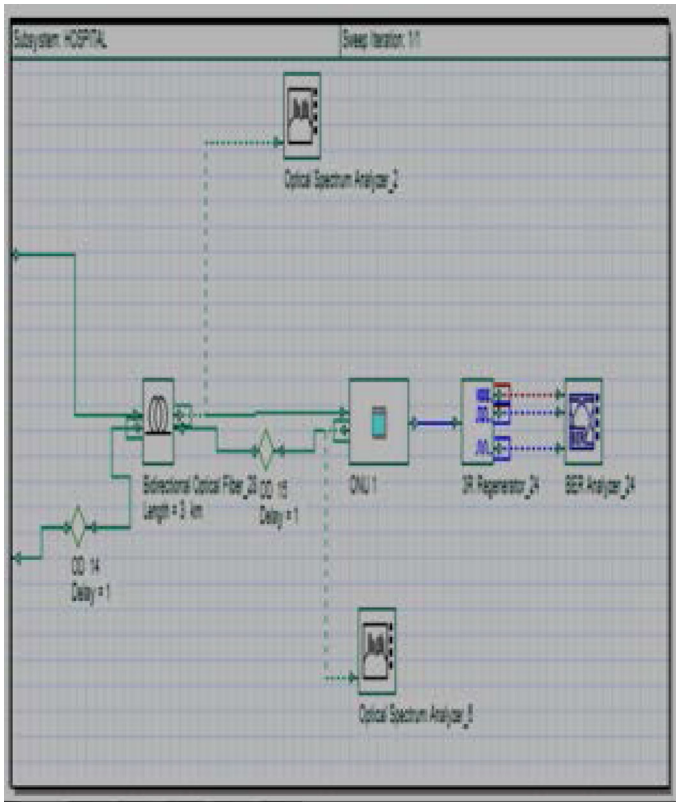 Subsystem: HOSPITAL
Sweep Iteration: 1/1
Optical Spectrum Analyzer_2
Bidirectional Optical Fiber_28
Length = 3 km
OD 15
Delay = 1
ONU 1
3R Regenerator_24
BER Analyzer_24
OD 14
Delay = 1
Optical Spectrum Analyzer_6